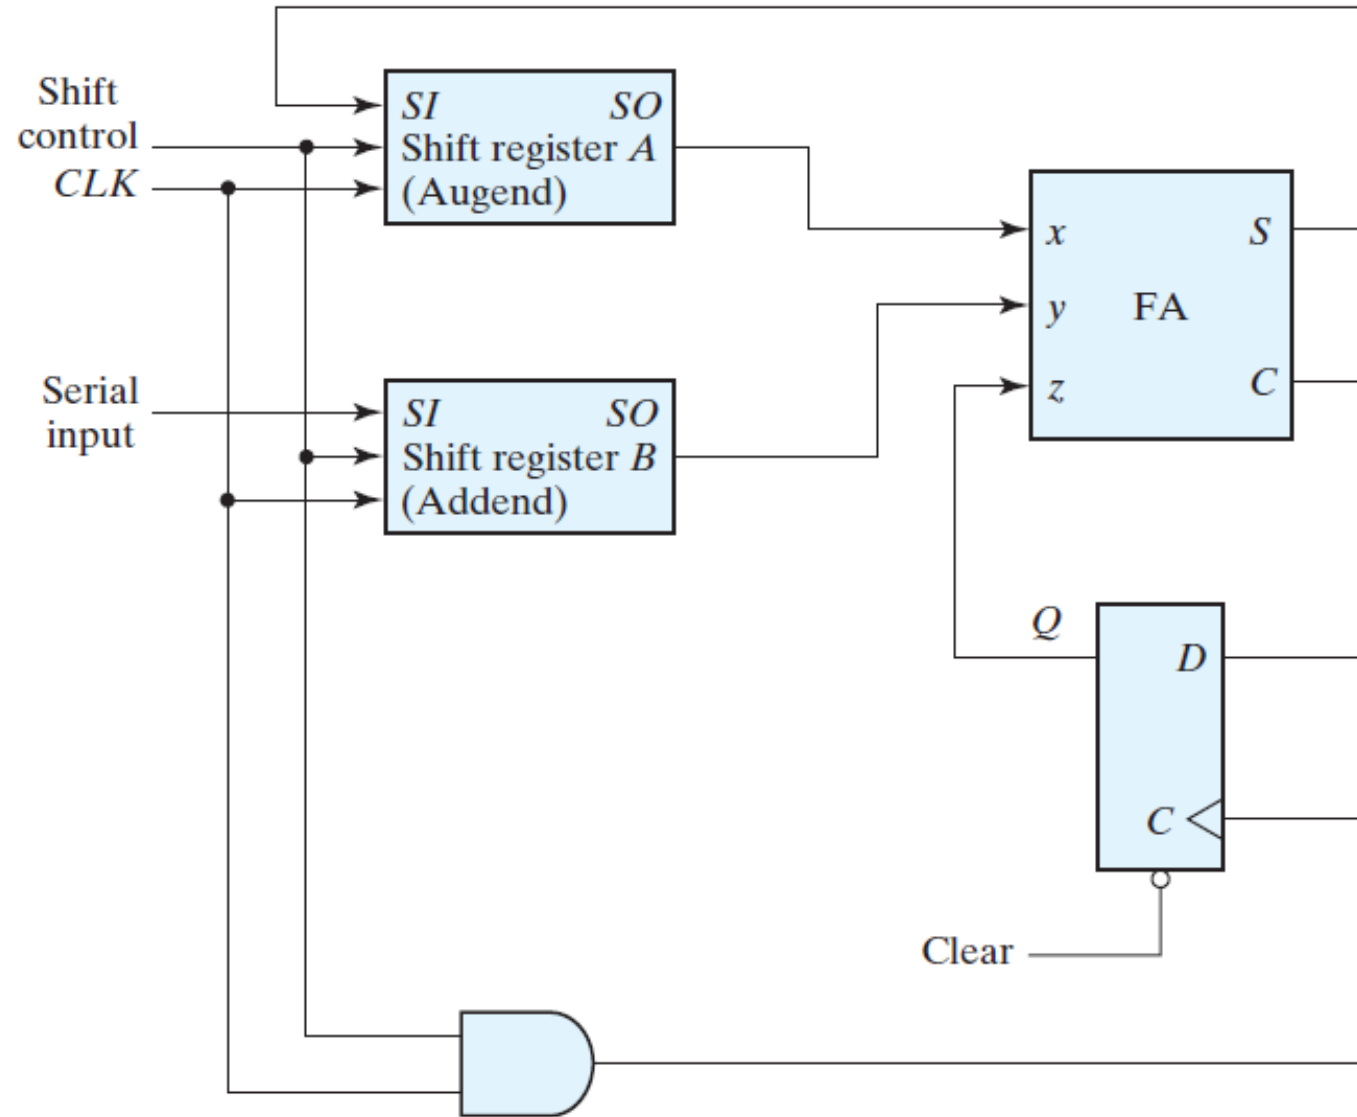 Shift
control
CLK
SI SO
Shift register A
(Augend)
x S
y FA
z C
Serial
input
SI SO
Shift register B
(Addend)
Q
D
C
Clear